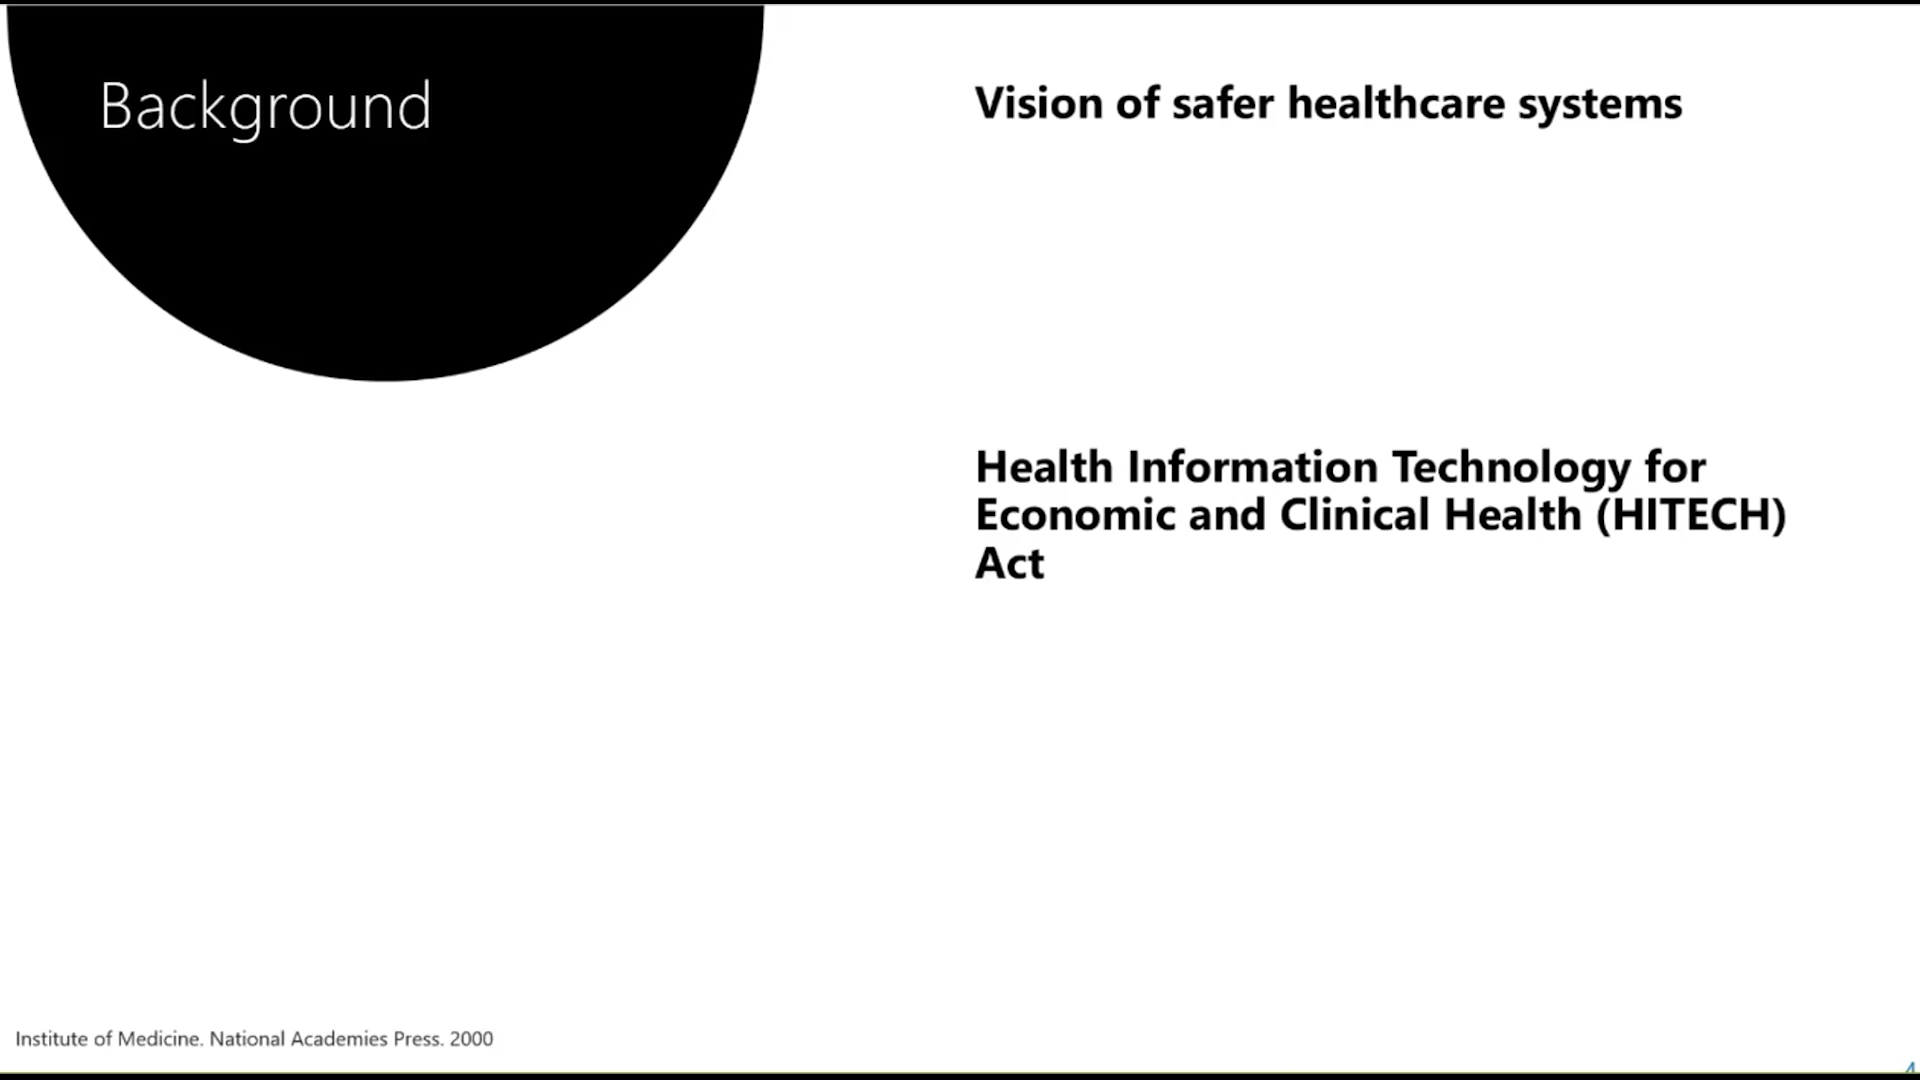 Background
Vision of safer healthcare systems
Health Information Technology for
Economic and Clinical Health (HITECH)
Act
Institute of Medicine. National Academies Press. 2000
4